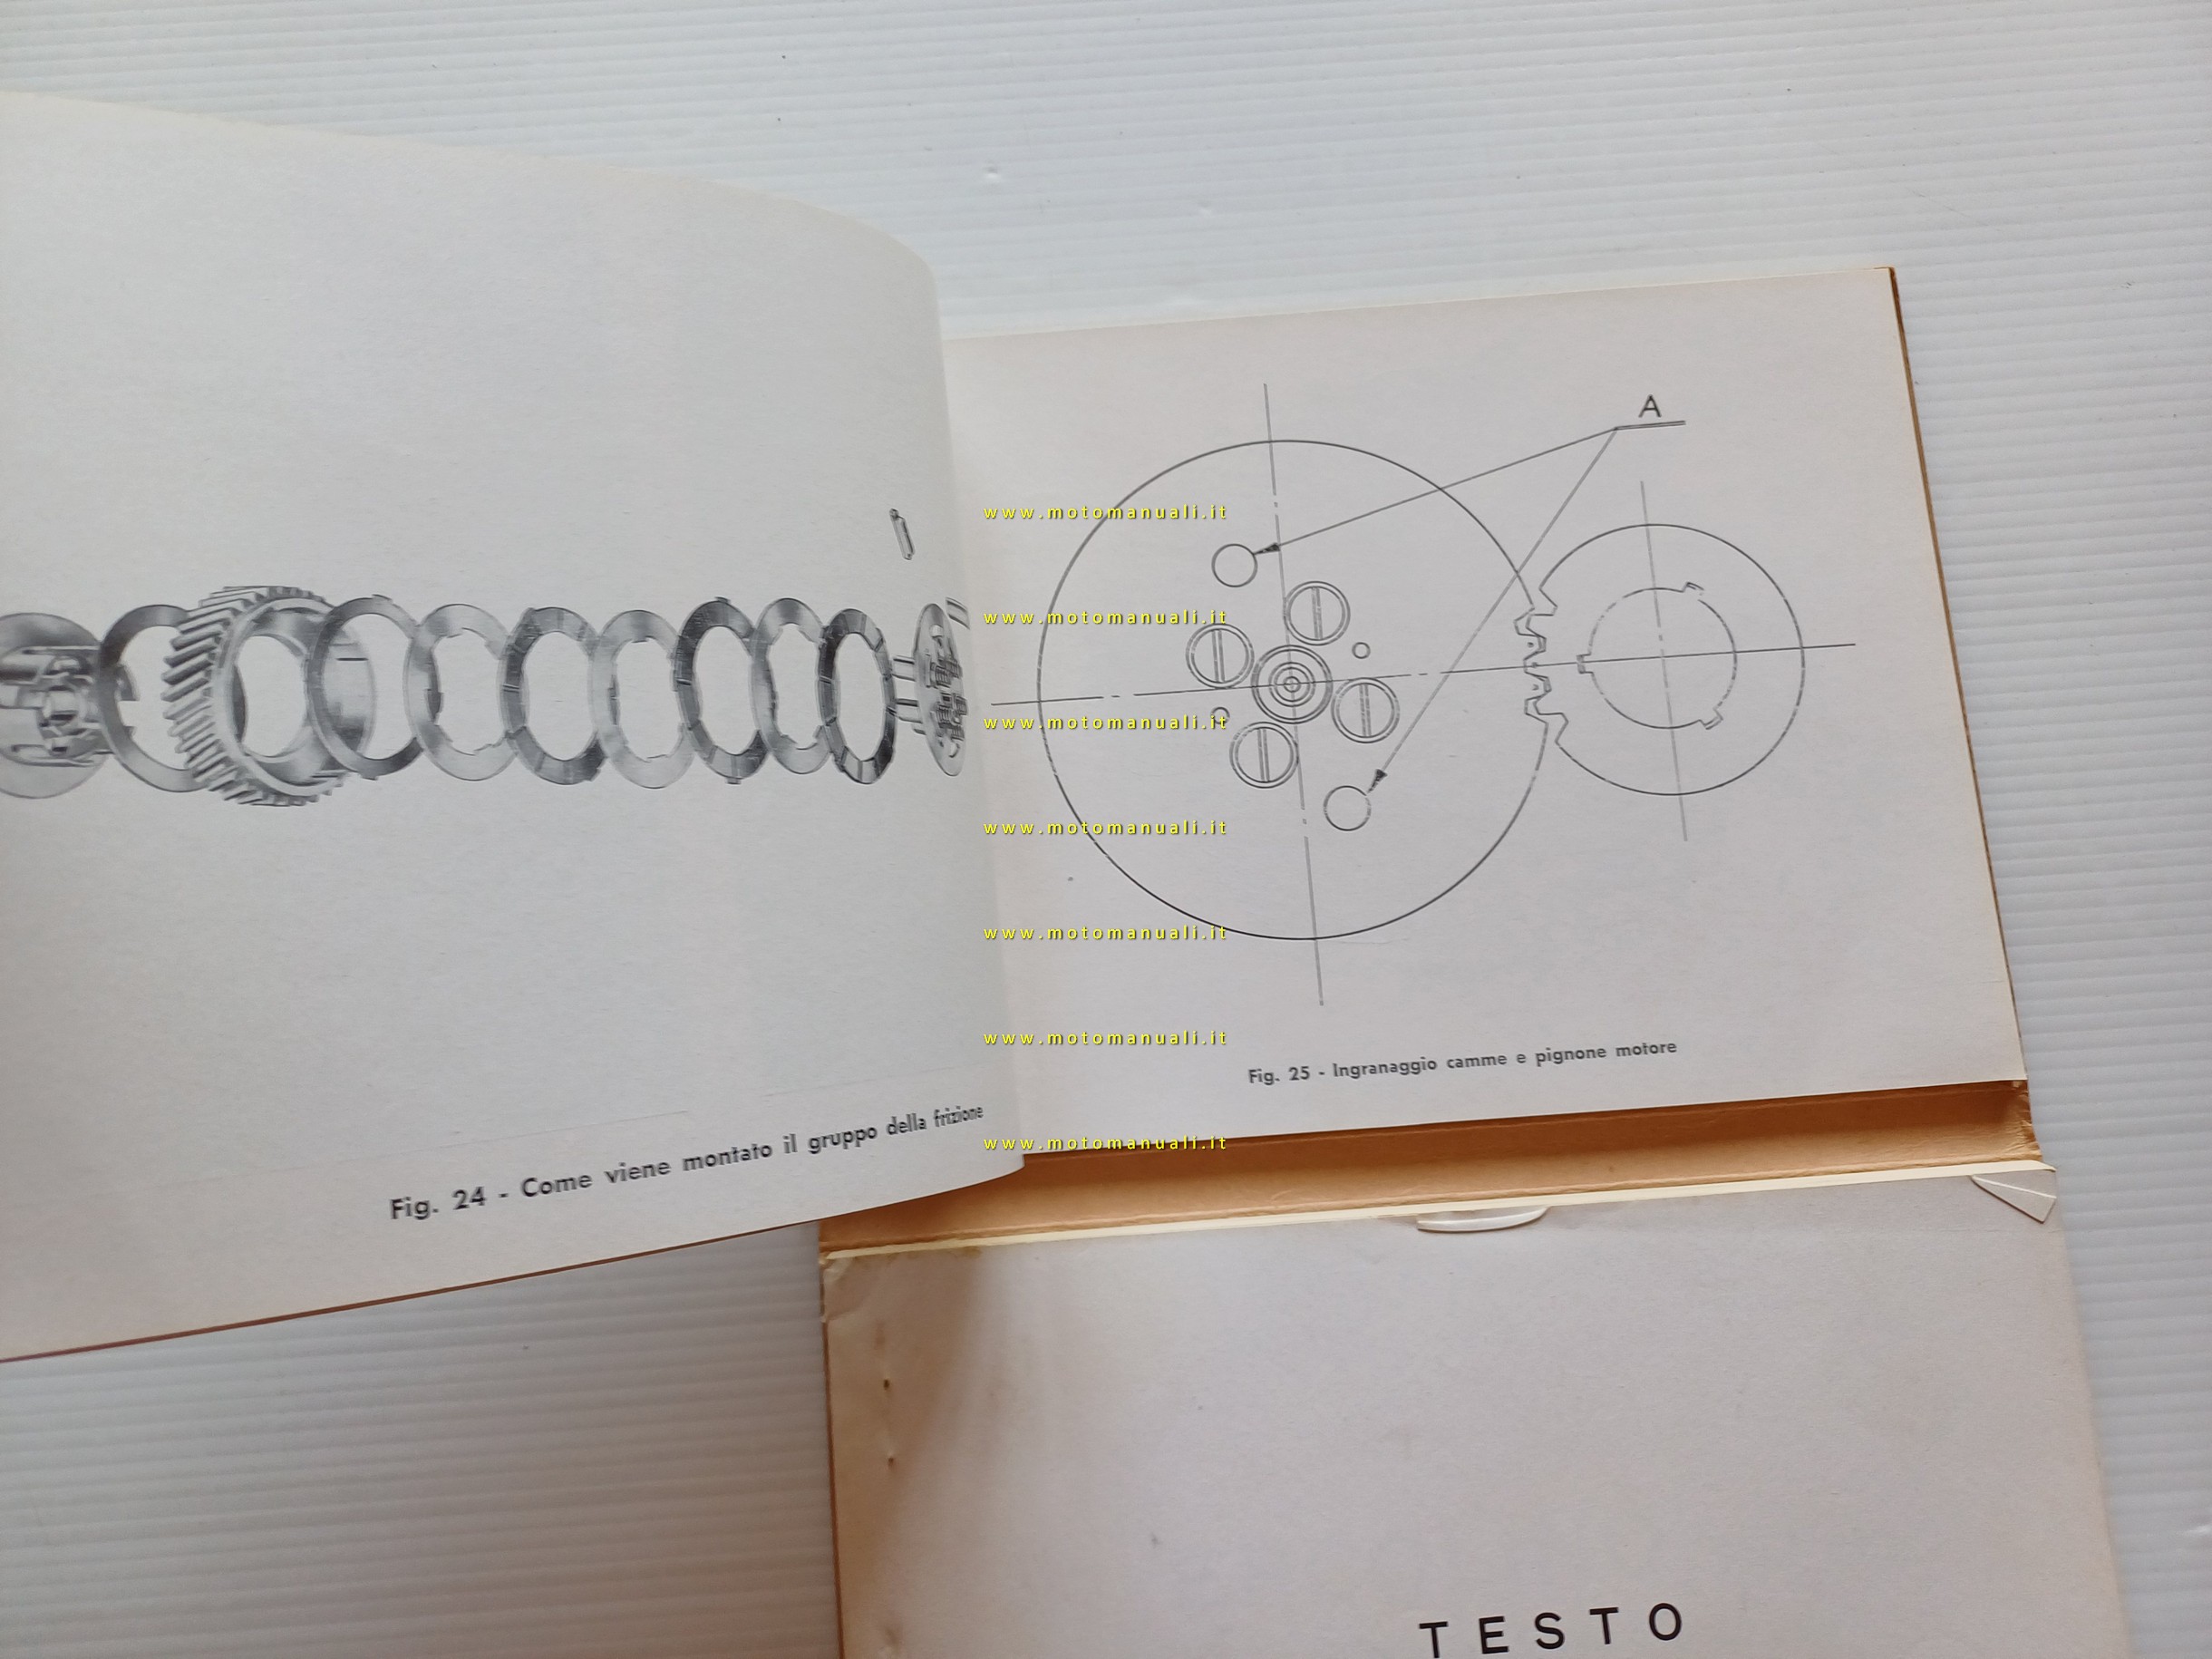 A
www.motomanuali.it
www.motomanuali.it
www.motomanuali.it
www.motomanuali.it
www.motomanuali.it
www.motomanuali.it
www.motomanuali.it
Fig. 24 - Come viene montato il gruppo della frizione
Fig. 25 - Ingranaggio camme e pignone motore
TESTO